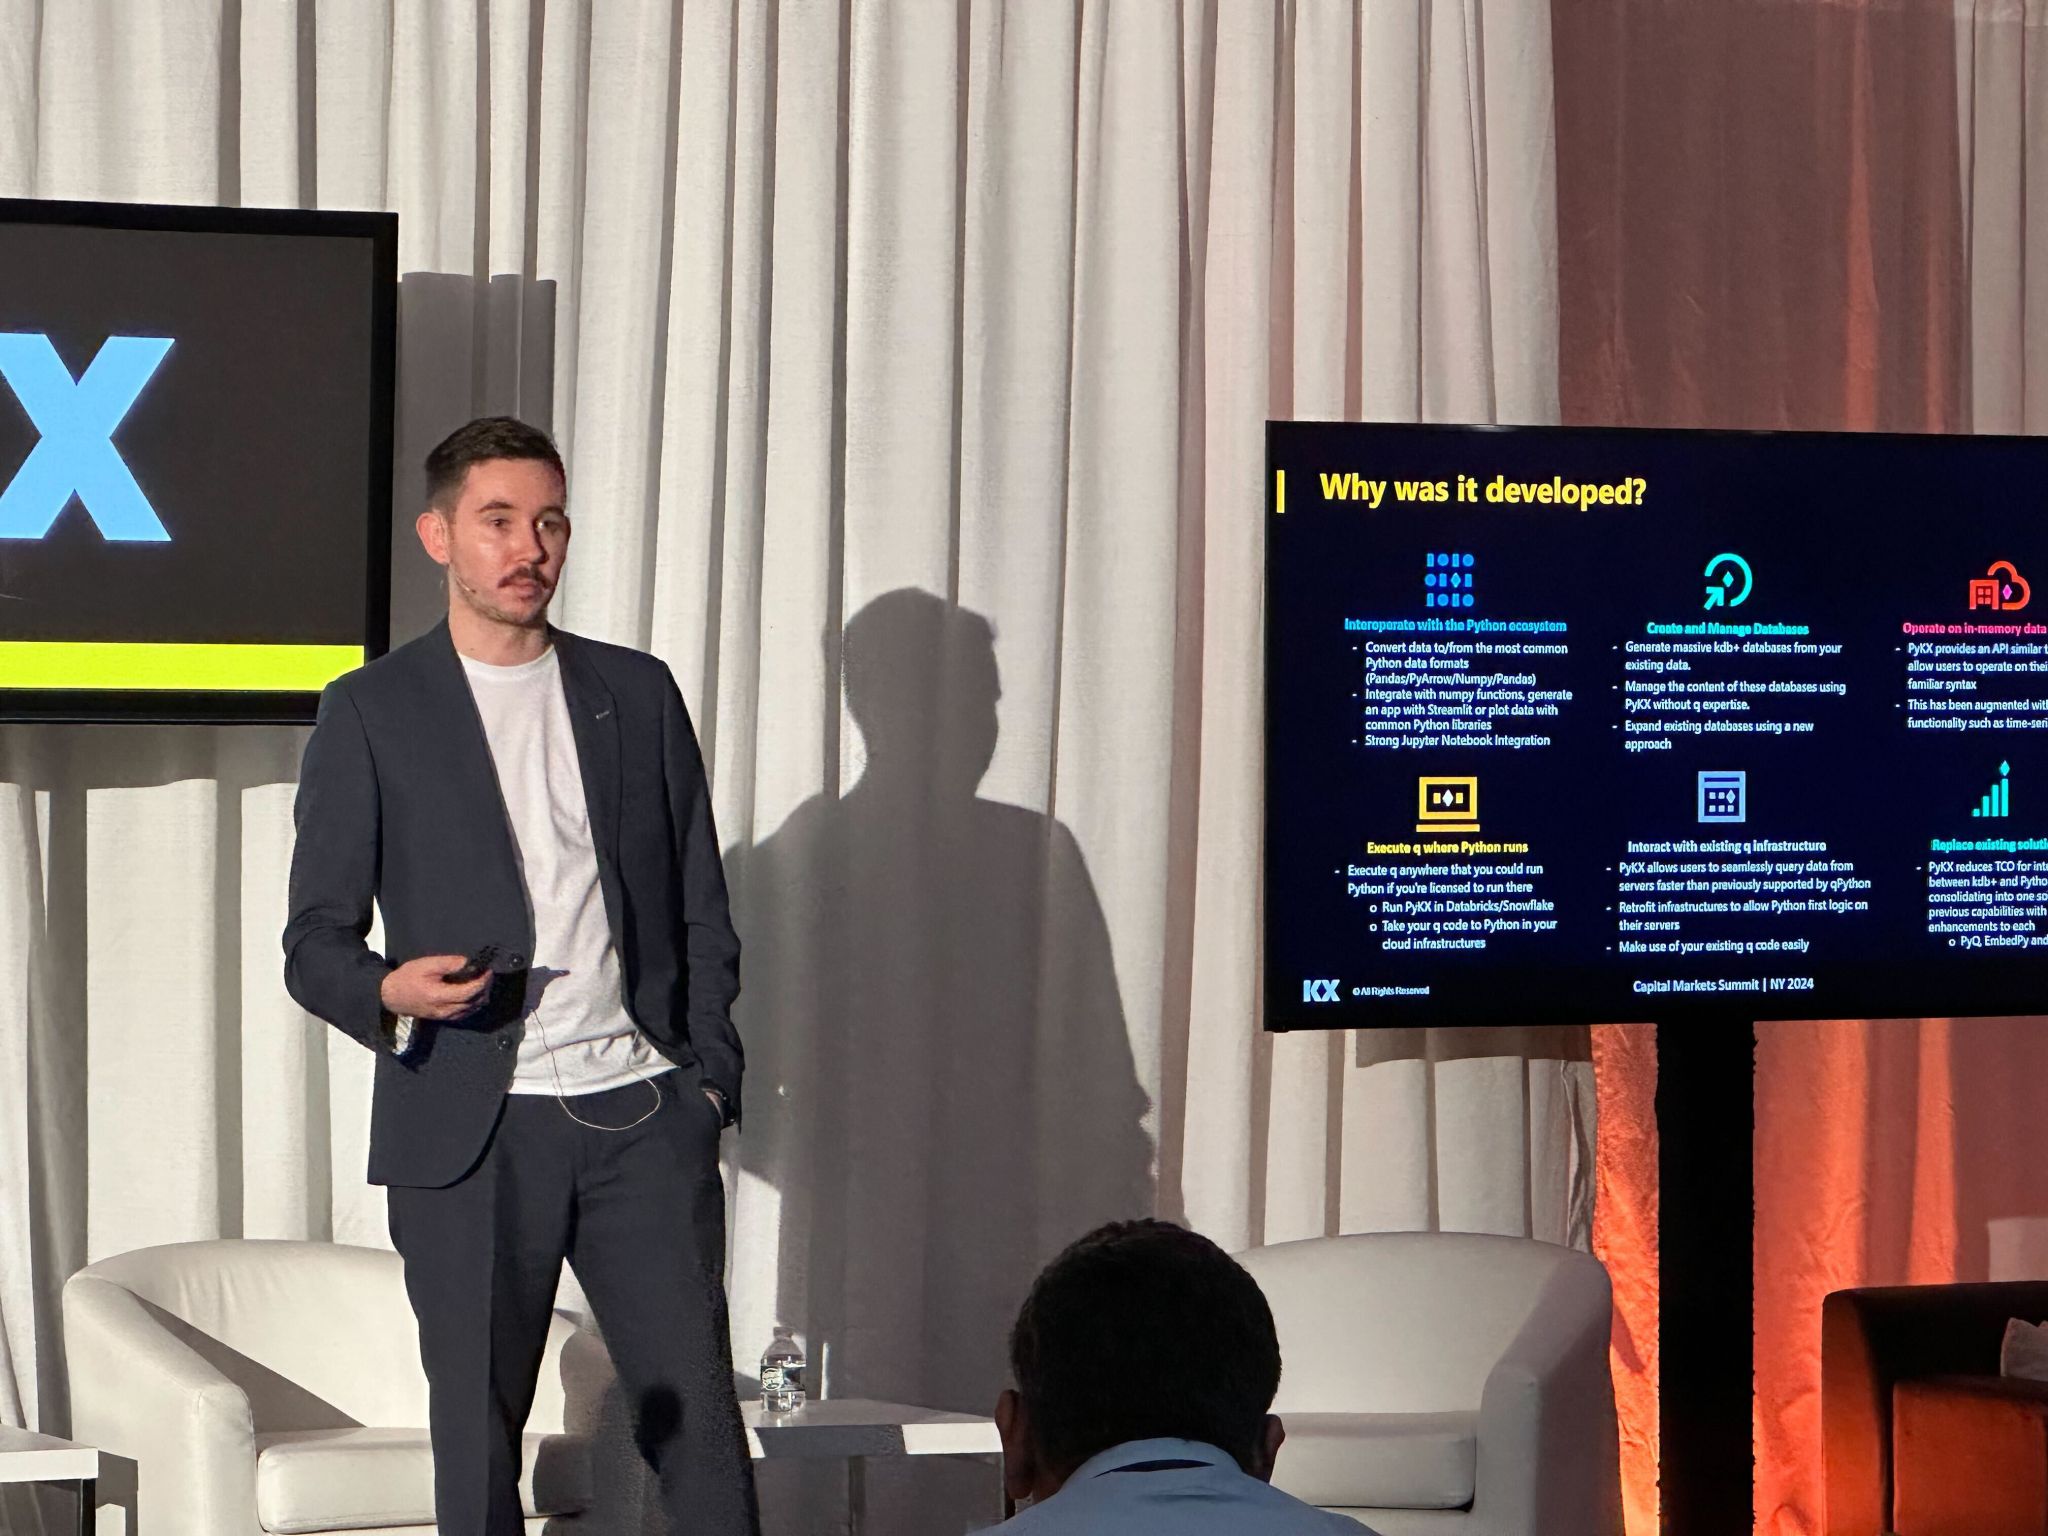 X
Why was it developed?
Interoperate with the Python ecosystem
- Convert data to/from the most common
Python data formats
(Pandas/PyArrow/Numpy/Pandas)
- Integrate with numpy functions, generate
an app with Streamlit or plot data with
common Python libraries
- Strong Jupyter Notebook Integration
Create and Manage Databases
- Generate massive kdb+ databases from your
existing data.
- Manage the content of these databases using
PyKX without q expertise.
- Expand existing databases using a new
approach
Operate on in-memory data
- PyKX provides an API similar t
allow users to operate on thei
familiar syntax
- This has been augmented wit
functionality such as time-seri
Execute q where Python runs
- Execute q anywhere that you could run
Python if you're licensed to run there
o Run PyKX in Databricks/Snowflake
o Take your q code to Python in your
cloud infrastructures
Interact with existing q infrastructure
- PyKX allows users to seamlessly query data from
servers faster than previously supported by qPython
- Retrofit infrastructures to allow Python first logic on
their servers
- Make use of your existing q code easily
Replace existing soluti
- PyKX reduces TCO for inte
between kdb+ and Pytho
consolidating into one so
previous capabilities with
enhancements to each
o PyQ, EmbedPy and
KX © All Rights Reserved
Capital Markets Summit | NY 2024